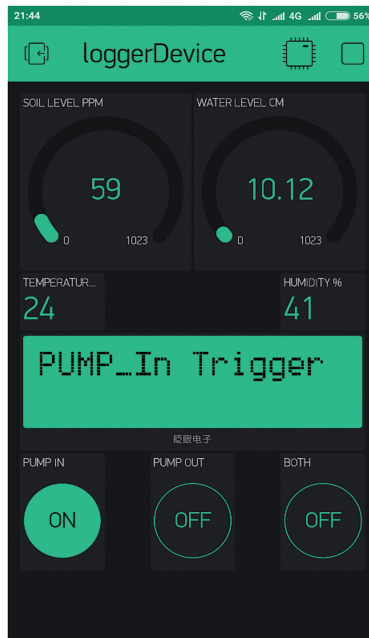 21:44 4G 56%
loggerDevice
SOIL LEVEL PPM WATER LEVEL CM
59 10.12
0 1023 0 1023
TEMPERATUR... HUMIDITY %
24 41
PUMP_In Trigger
眨眼电子
PUMP IN PUMP OUT BOTH
ON OFF OFF